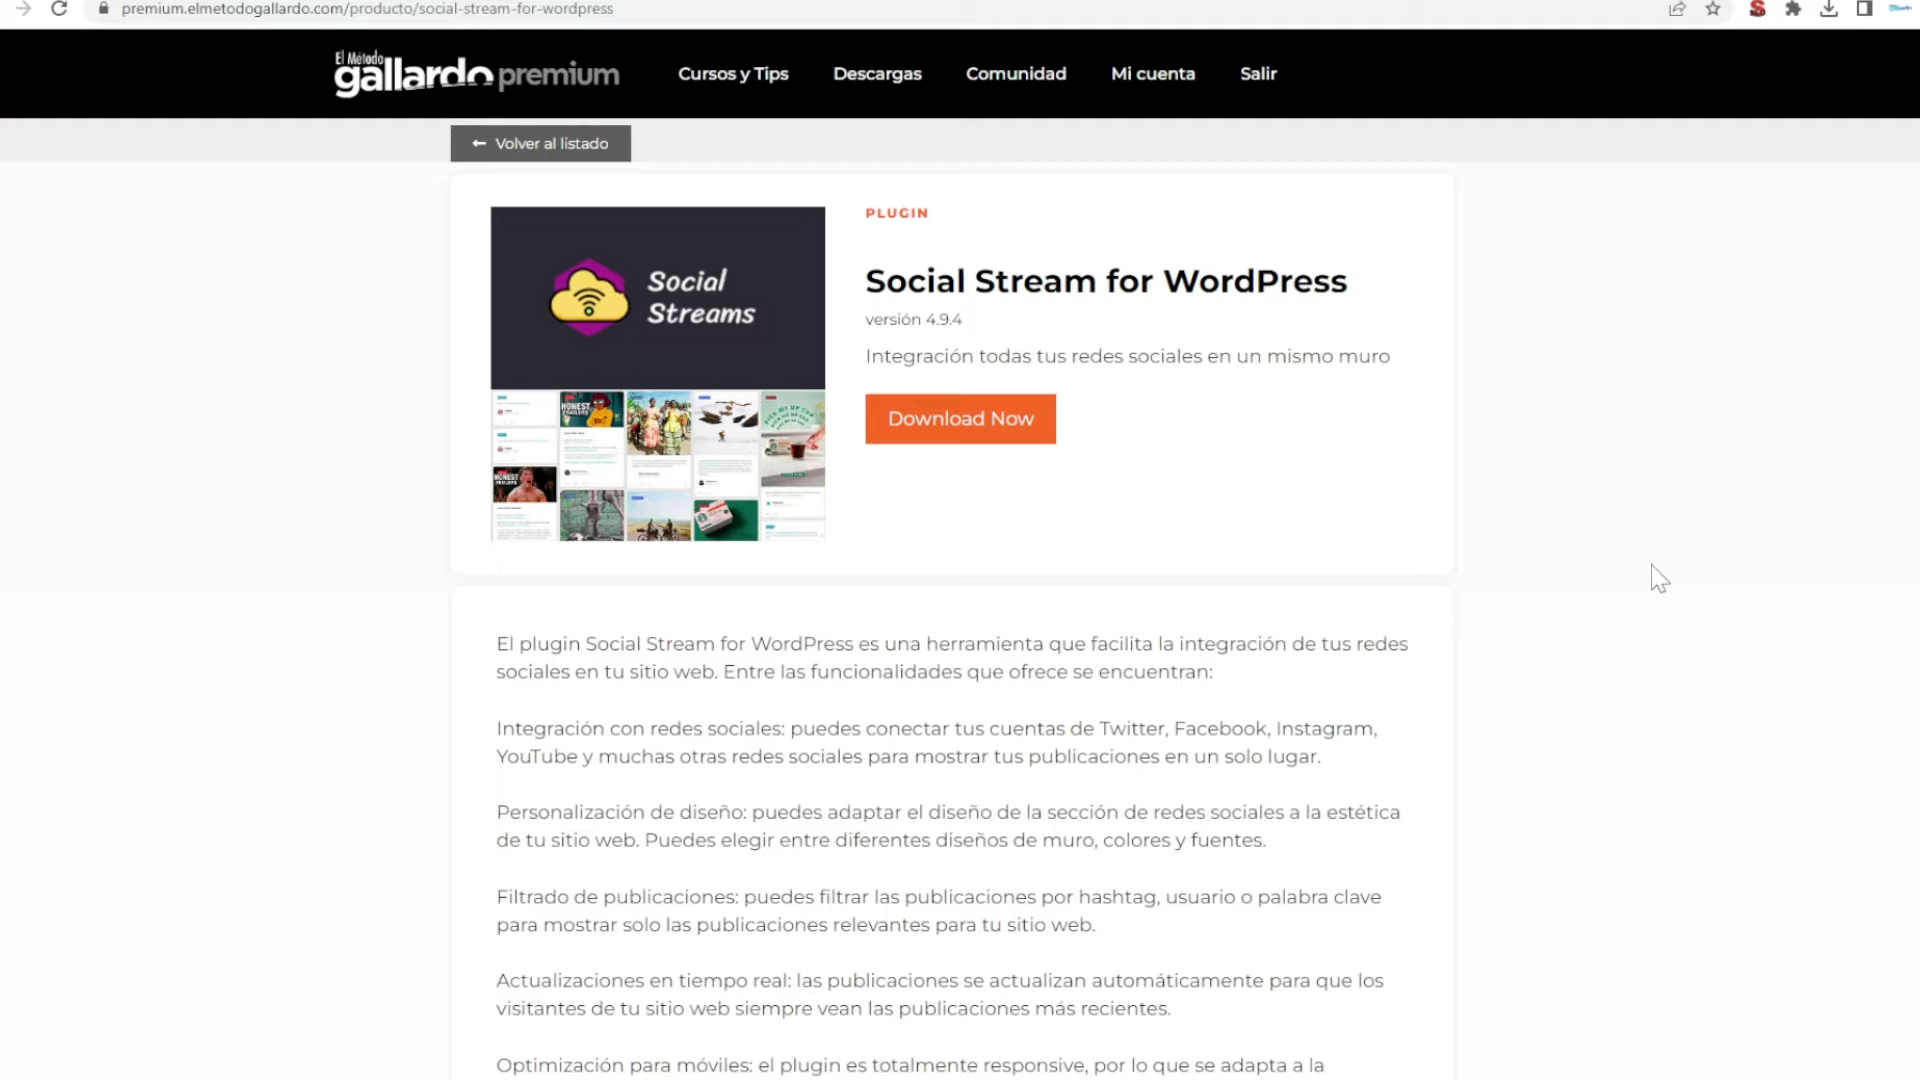 premium.elmetodogallardo.com/producto/social-stream-for-wordpress
El Método
gallardo premium
Cursos y Tips
Descargas
Comunidad
Mi cuenta
Salir
Volver al listado
Social
Streams
HONEST
HONEST
PLUGIN
Social Stream for WordPress
versión 4.9.4
Integración todas tus redes sociales en un mismo muro
Download Now
El plugin Social Stream for WordPress es una herramienta que facilita la integración de tus redes
sociales en tu sitio web. Entre las funcionalidades que ofrece se encuentran:
Integración con redes sociales: puedes conectar tus cuentas de Twitter, Facebook, Instagram,
YouTube y muchas otras redes sociales para mostrar tus publicaciones en un solo lugar.
Personalización de diseño: puedes adaptar el diseño de la sección de redes sociales a la estética
de tu sitio web. Puedes elegir entre diferentes diseños de muro, colores y fuentes.
Filtrado de publicaciones: puedes filtrar las publicaciones por hashtag, usuario o palabra clave
para mostrar solo las publicaciones relevantes para tu sitio web.
Actualizaciones en tiempo real: las publicaciones se actualizan automáticamente para que los
visitantes de tu sitio web siempre vean las publicaciones más recientes.
Optimización para móviles: el plugin es totalmente responsive, por lo que se adapta a la